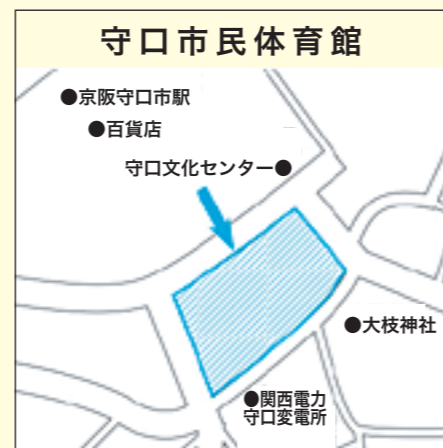 守口市民体育館
●京阪守口市駅
●百貨店
守口文化センター●
●大枝神社
●関西電力
守口変電所